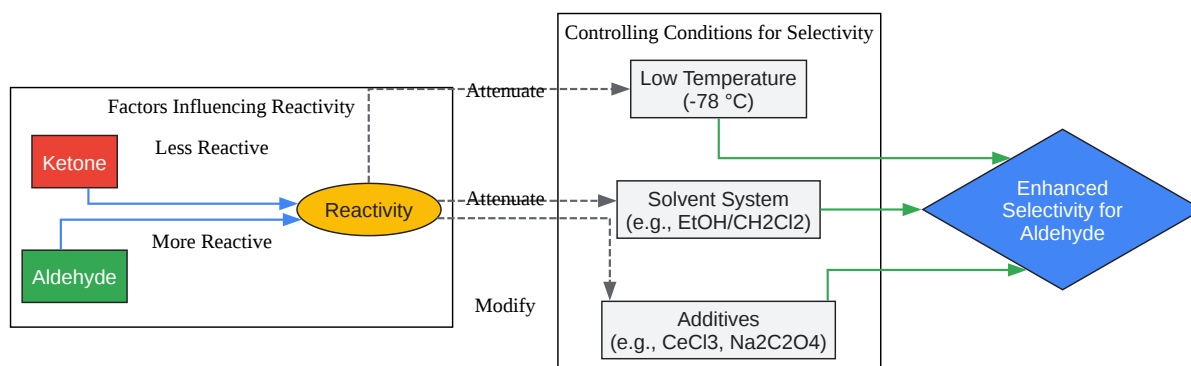 Controlling Conditions for Selectivity
Low Temperature
(-78 °C)
Attenuate
Factors Influencing Reactivity
Less Reactive
Ketone
Reactivity
Attenuate
Solvent System
(e.g., EtOH/CH2Cl2)
Enhanced
Selectivity for
Aldehyde
More Reactive
Aldehyde
Modify
Additives
(e.g., CeCl3, Na2C2O4)